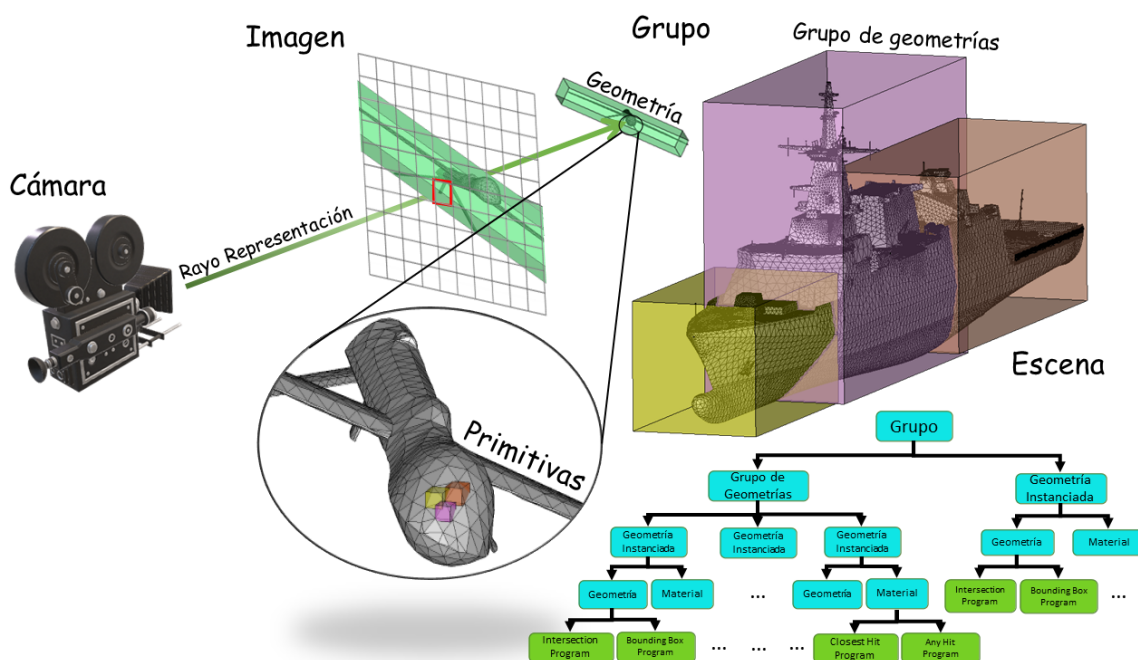 Imagen
Grupo
Grupo de geometrías
Geometría
Cámara
Rayo Representación
Primitivas
Escena
Grupo
Grupo de
Geometrías
Geometría
Instanciada
Geometría
Instanciada
Geometría
Instanciada
Geometría
Instanciada
Geometría
Material
Geometría
Material
...
Geometría
Material
Intersection
Program
Bounding Box
Program
...
Intersection
Program
Bounding Box
Program
...
...
Closest Hit
Program
Any Hit
Program
...